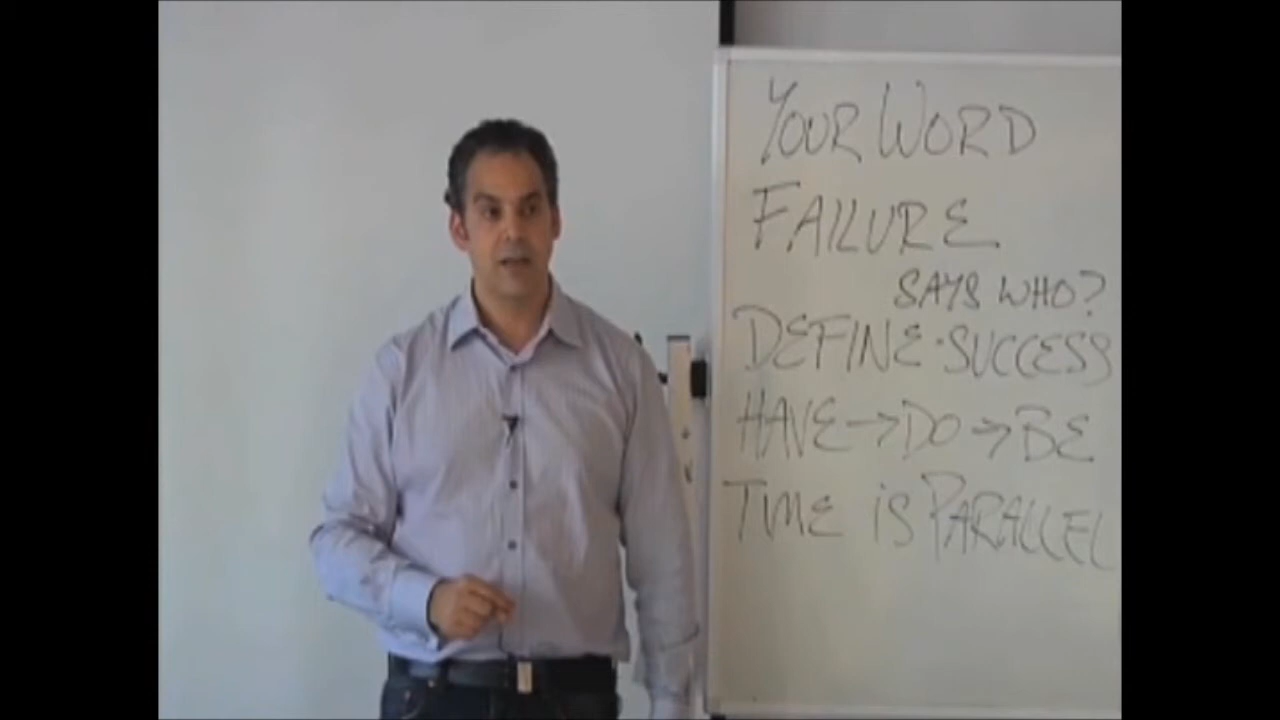 YOUR WORD
FAILURE
SAYS WHO?
DEFINE·SUCCESS
HAVE→DO→BE
TIME IS PARALLEL